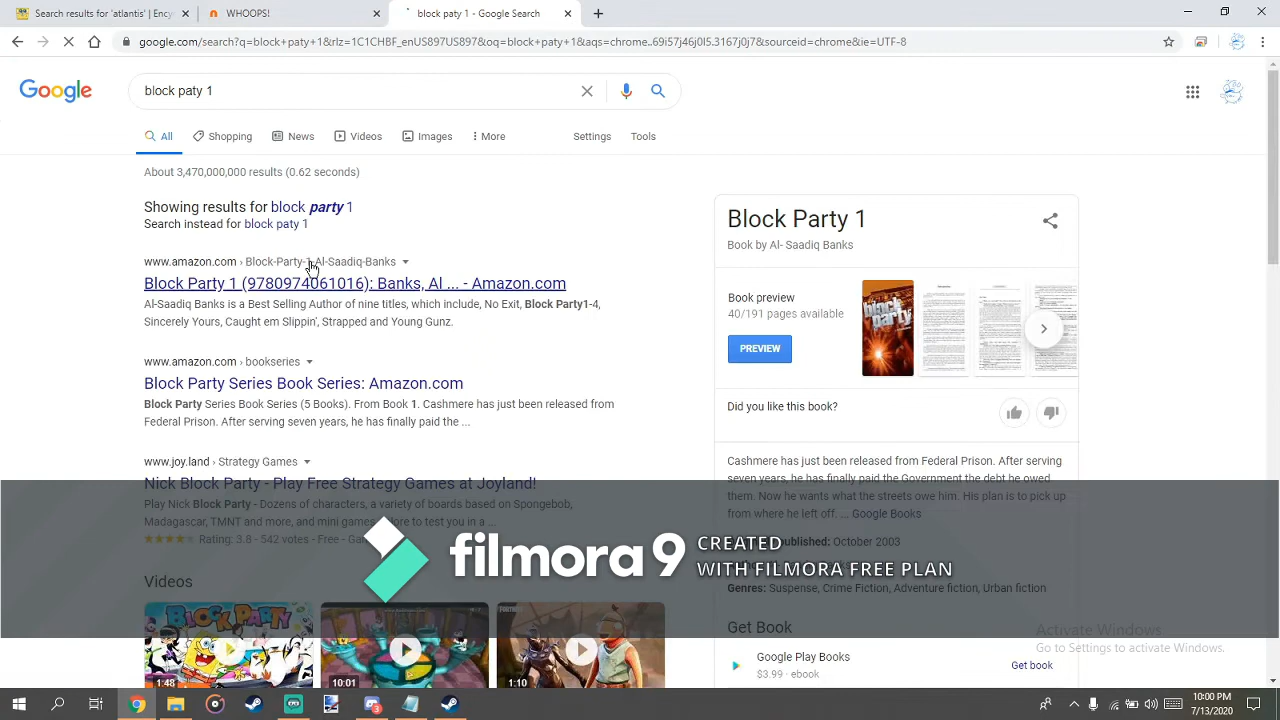 Search results for 'dantd
WHOOPS!
block party 1 - Google Search
google.com/search?q=block+paty+1&rlz=1C1CHBF_enUS897US897&oq=block+paty+1&aqs=chrome..69i57j46j0l5.3167j0j7&sourceid=chrome&ie=UTF-8
Google
block paty 1
All
Shopping
News
Videos
Images
More
Settings
Tools
About 3,470,000,000 results (0.62 seconds)
Showing results for block party 1
Search instead for block paty 1
www.amazon.com › Block-Party-1-Al-Saadiq-Banks
Block Party 1 (9780974061016): Banks, Al ... - Amazon.com
Al-Saadiq Banks is a Best Selling Author of nine titles, which include, No Exit, Block Party1-4,
Sincerely Yours, Strapped and Young Gunz.
www.amazon.com › bookseries
Block Party Series Book Series: Amazon.com
Block Party Series Book Series (5 Books). From Book 1. Cashmere has just been released from
Federal Prison. After serving seven years, he has finally paid the ...
www.joy.land › Strategy Games
Nick Block Party - Play Free Strategy Games at Joyland!
Play Nick Block Party - Dozens of characters, a variety of boards based on Spongebob,
Madagascar, TMNT and more, and mini games galore to test you in a ...
Rating: 3.8 - 542 votes - Free - Ga
Videos
1:48
10:01
1:10
Block Party 1
Book by Al- Saadiq Banks
Book preview
40/171 pages available
PREVIEW
Did you like this book?
Cashmere has just been released from Federal Prison. After serving
seven years, he has finally paid the Government the debt he owed
them. Now he wants what the streets owe him. His plan is to pick up
from where he left off. ... Google Books
published: October 2003
Genres: Suspense, Crime Fiction, Adventure fiction, Urban fiction
Get Book
Google Play Books
$3.99 · ebook
Get book
filmora9
CREATED
WITH FILMORA FREE PLAN
Activate Windows
Go to Settings to activate Windows.
10:00 PM
7/13/2020